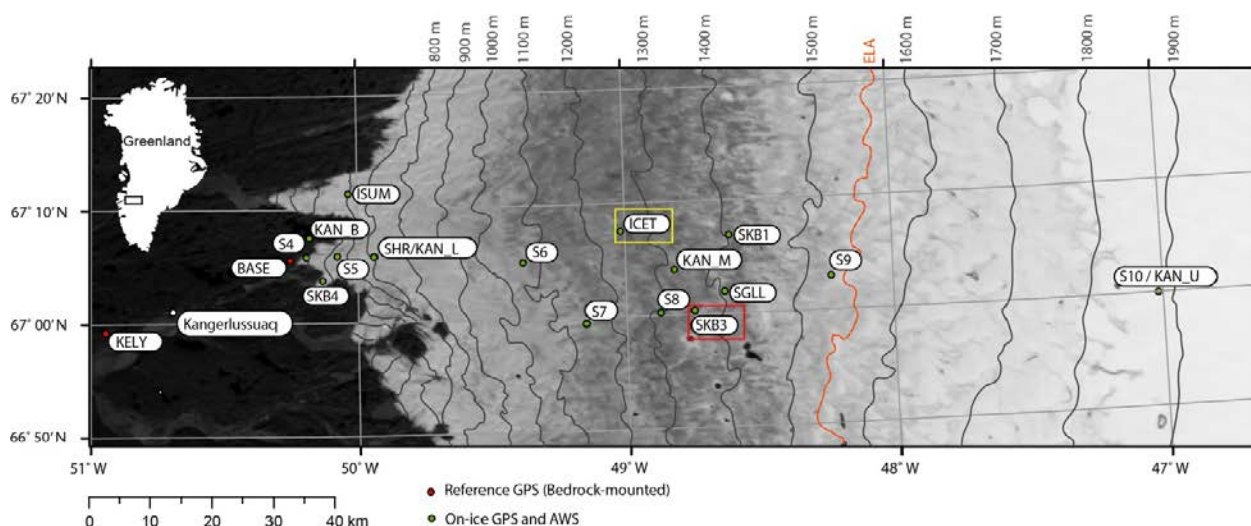 800 m
900 m
1000 m
1100 m
1200 m
1300 m
1400 m
1500 m
ELA
1600 m
1700 m
1800 m
1900 m
67° 20' N
67° 10' N
67° 00' N
66° 50' N
Greenland
ISUM
KAN_B
S4
BASE
S5
SHR/KAN_L
SKB4
Kangerlussuaq
KELY
S6
S7
ICET
KAN_M
S8
SKB1
SGLL
SKB3
S9
S10 / KAN_U
51° W
50° W
49° W
48° W
47° W
0 10 20 30 40 km
Reference GPS (Bedrock-mounted)
On-ice GPS and AWS